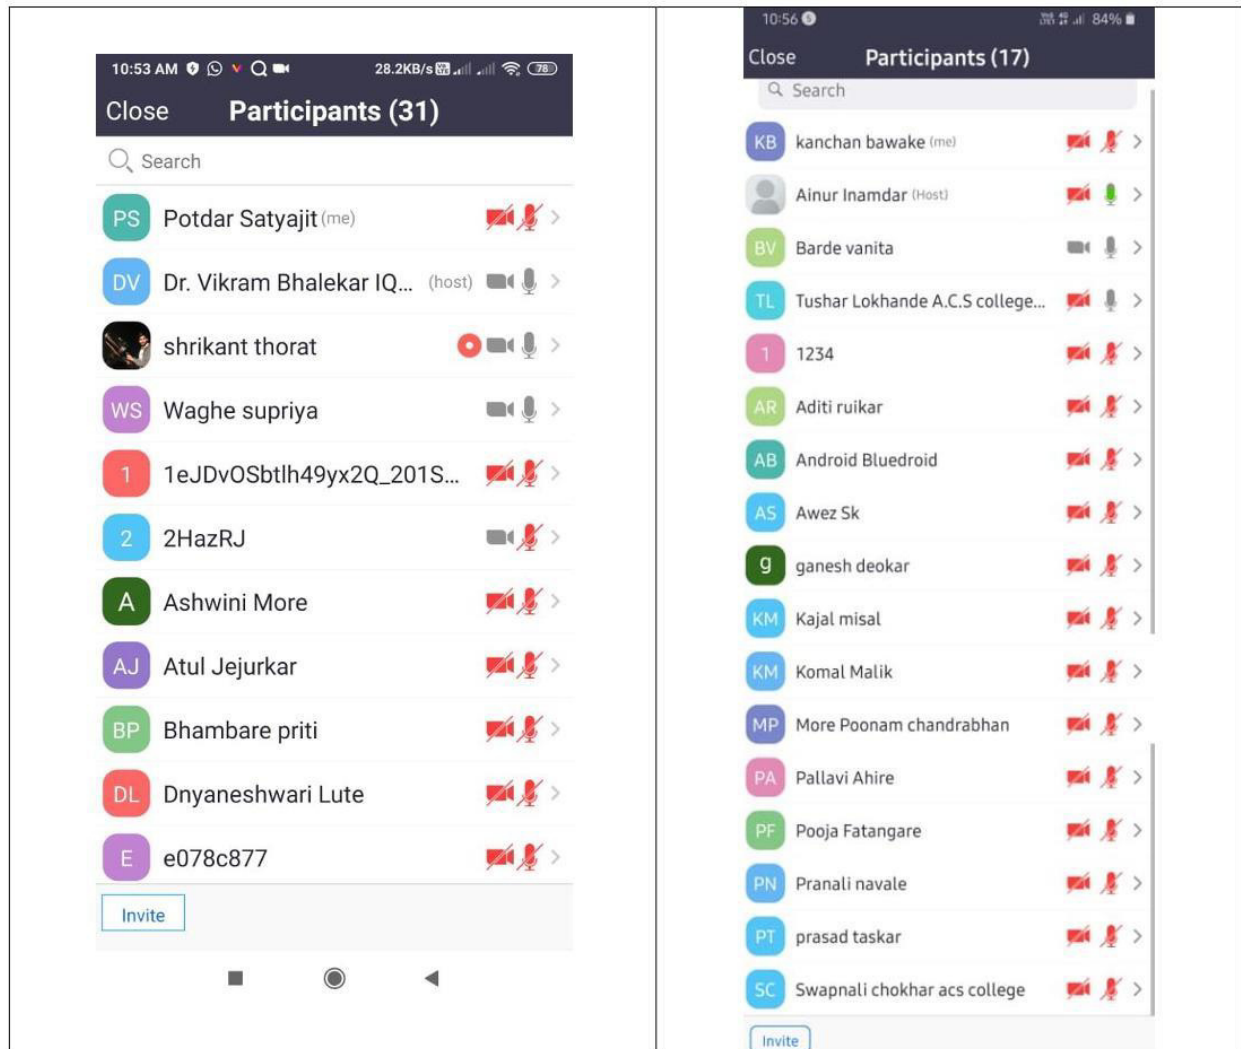 10:53 AM 28.2KB/s 78
Close Participants (31)
Search
PS Potdar Satyajit (me)
DV Dr. Vikram Bhalekar IQ... (host)
shrikant thorat
WS Waghe supriya
1 1eJDvOSbtlh49yx2Q_201S...
2 2HazRJ
A Ashwini More
AJ Atul Jejurkar
BP Bhambare priti
DL Dnyaneshwari Lute
E e078c877
Invite
10:56 84%
Close Participants (17)
Search
KB kanchan bawake (me)
Ainur Inamdar (Host)
BV Barde vanita
TL Tushar Lokhande A.C.S college...
1 1234
AR Aditi ruikar
AB Android Bluedroid
AS Awez Sk
g ganesh deokar
KM Kajal misal
KM Komal Malik
MP More Poonam chandrabhan
PA Pallavi Ahire
PF Pooja Fatangare
PN Pranali navale
PT prasad taskar
SC Swapnali chokhar acs college
Invite